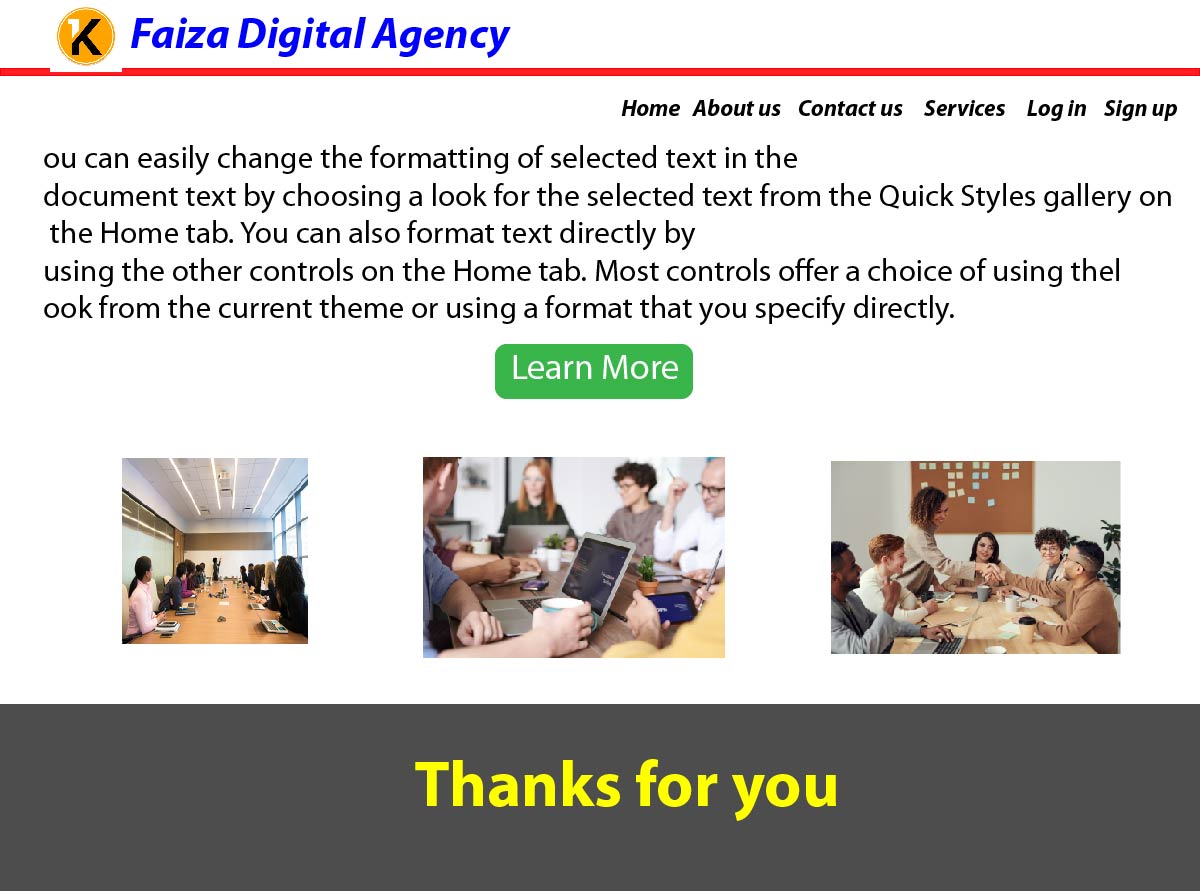 K
Faiza Digital Agency
Home About us Contact us Services Log in Sign up
ou can easily change the formatting of selected text in the
document text by choosing a look for the selected text from the Quick Styles gallery on
the Home tab. You can also format text directly by
using the other controls on the Home tab. Most controls offer a choice of using thel
ook from the current theme or using a format that you specify directly.
Learn More
Thanks for you